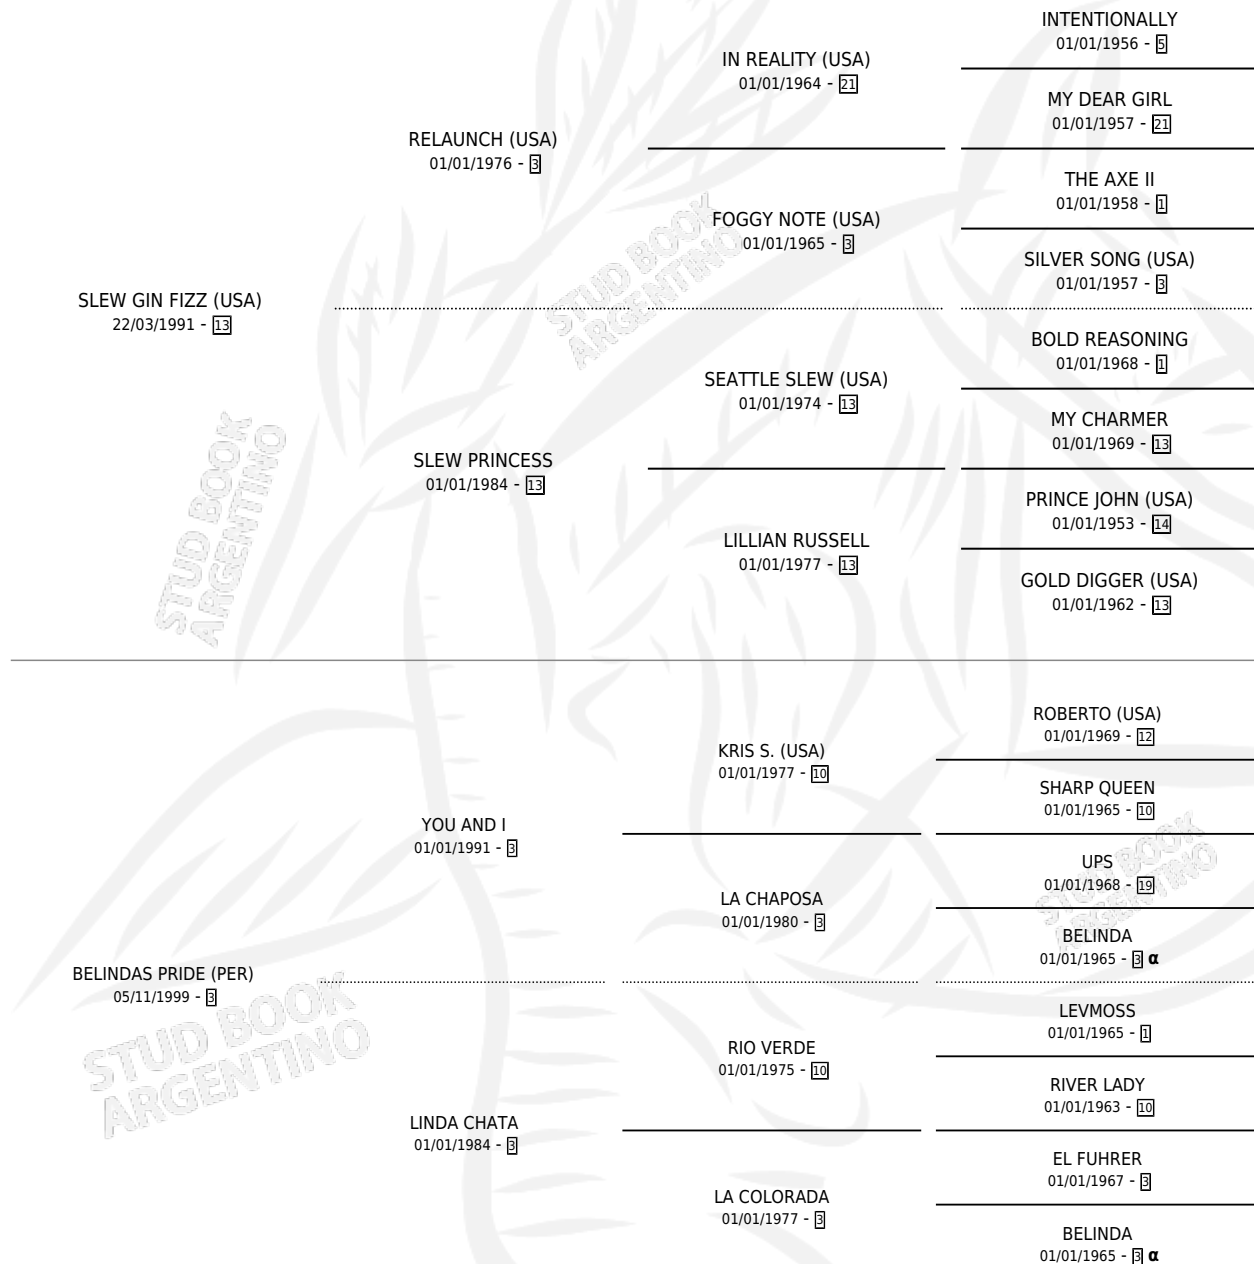 INTENTIONALLY
01/01/1956 - 5
IN REALITY (USA)
01/01/1964 - 21
MY DEAR GIRL
01/01/1957 - 21
RELAUNCH (USA)
01/01/1976 - 3
THE AXE II
01/01/1958 - 1
FOGGY NOTE (USA)
01/01/1965 - 3
SILVER SONG (USA)
01/01/1957 - 3
SLEW GIN FIZZ (USA)
22/03/1991 - 13
BOLD REASONING
01/01/1968 - 1
SEATTLE SLEW (USA)
01/01/1974 - 13
MY CHARMER
01/01/1969 - 13
SLEW PRINCESS
01/01/1984 - 13
PRINCE JOHN (USA)
01/01/1953 - 14
LILLIAN RUSSELL
01/01/1977 - 13
GOLD DIGGER (USA)
01/01/1962 - 13
ROBERTO (USA)
01/01/1969 - 12
KRIS S. (USA)
01/01/1977 - 10
SHARP QUEEN
01/01/1965 - 10
YOU AND I
01/01/1991 - 3
UPS
01/01/1968 - 19
LA CHAPOSA
01/01/1980 - 3
BELINDA
01/01/1965 - 3 α
BELINDAS PRIDE (PER)
05/11/1999 - 3
LEVMOSS
01/01/1965 - 1
RIO VERDE
01/01/1975 - 10
RIVER LADY
01/01/1963 - 10
LINDA CHATA
01/01/1984 - 3
EL FUHRER
01/01/1967 - 3
LA COLORADA
01/01/1977 - 3
BELINDA
01/01/1965 - 3 α
STUD BOOK
ARGENTINO
STUD BOOK
ARGENTINO
STUD BOOK
ARGENTINO
STUD BOOK
ARGENTINO